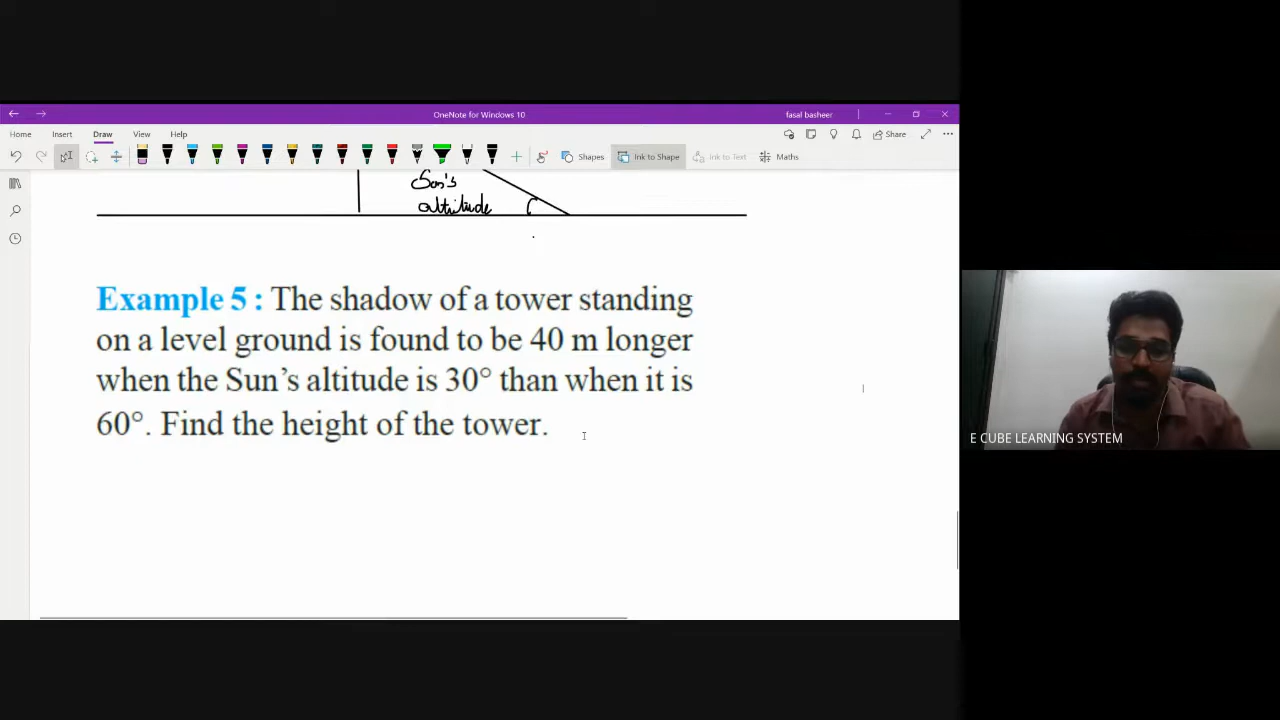 OneNote for Windows 10
fasal basheer
Home Insert Draw View Help
Share
Shapes
Ink to Shape
Ink to Text
Maths
Sun's
altitude
Example 5 : The shadow of a tower standing
on a level ground is found to be 40 m longer
when the Sun's altitude is 30° than when it is
60°. Find the height of the tower.
E CUBE LEARNING SYSTEM